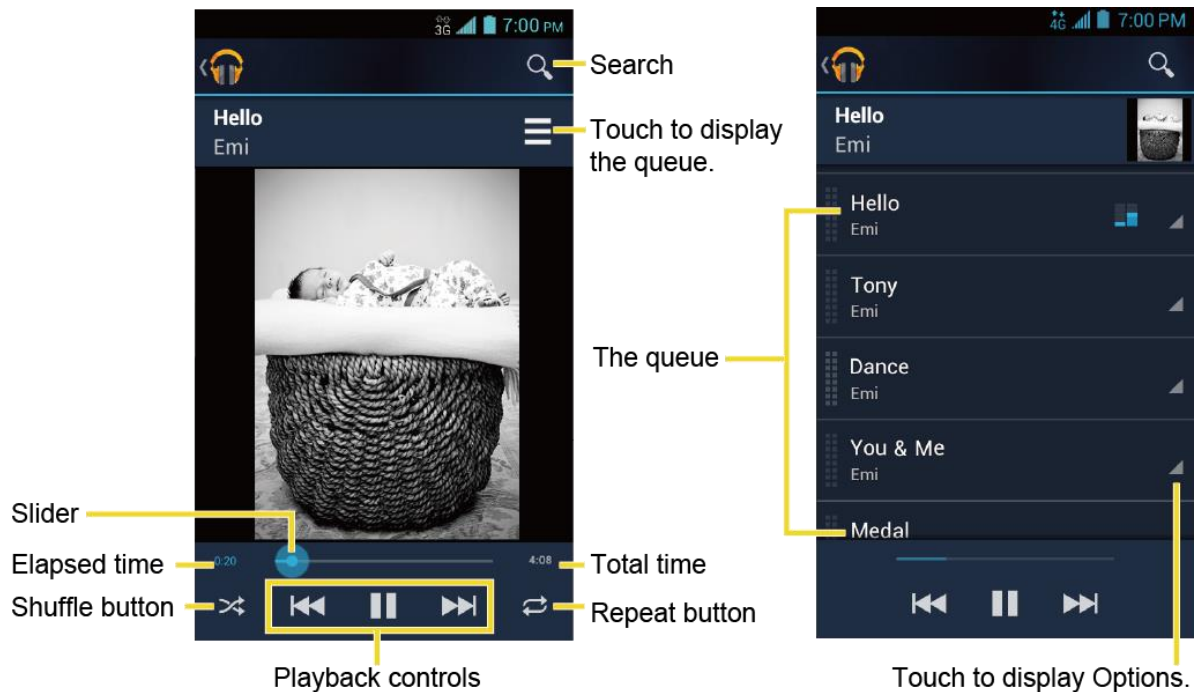 3G 7:00 PM
Search
Hello
Emi
Touch to display
the queue.
Slider
0:20
4:08
Elapsed time
Total time
Shuffle button
Repeat button
Playback controls
4G 7:00 PM
Hello
Emi
Hello
Emi
Tony
Emi
The queue
Dance
Emi
You & Me
Emi
Medal
Touch to display Options.